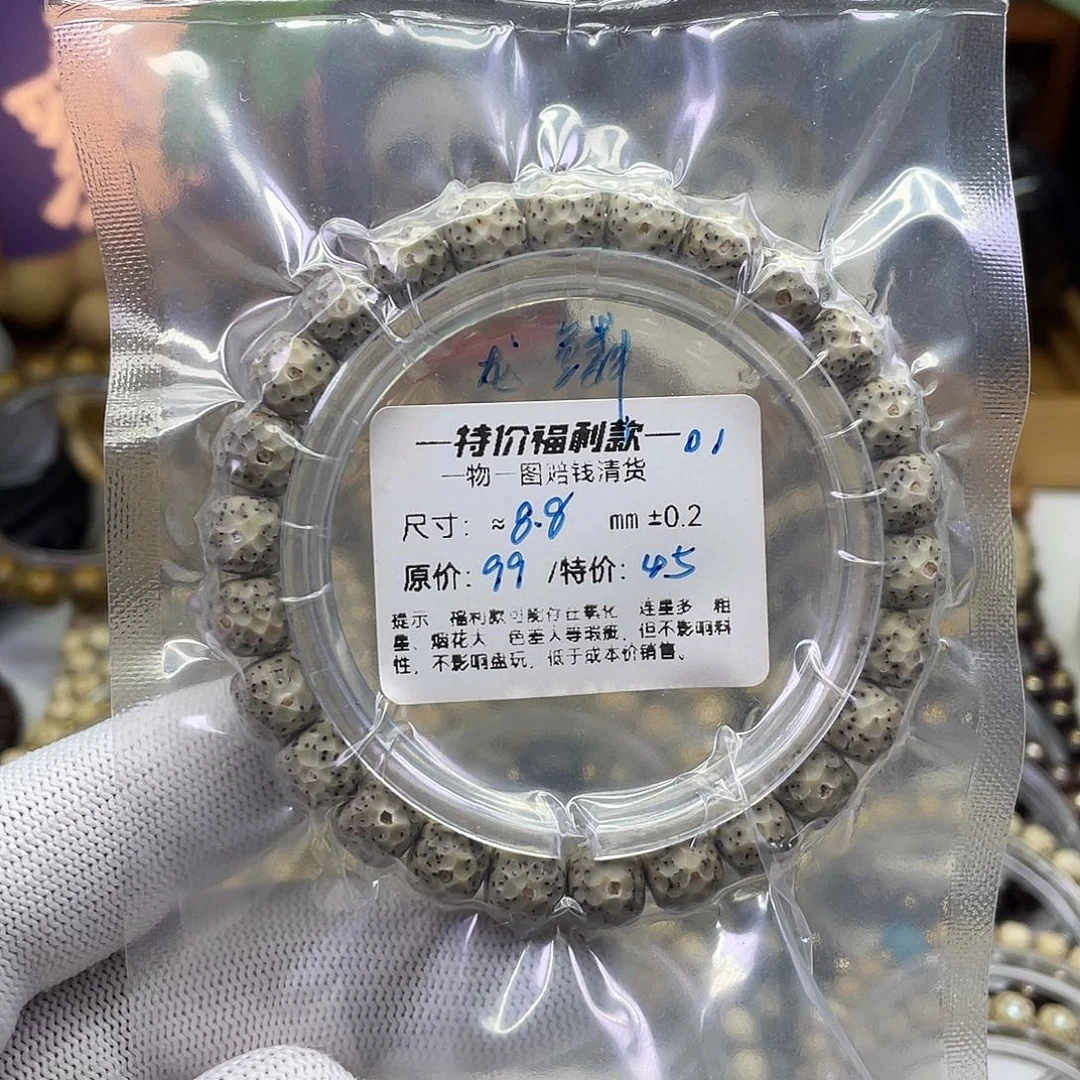 龙鳞
—特价福利款— 01
一物一图赔钱清货
尺寸: ≈8.8 mm ±0.2
原价: 99 /特价: 45
提示 福利款可能存在氧化 连星多 粗
星、烟花大 色差大等瑕疵, 但不影响料
性, 不影响盘玩, 低于成本价销售。